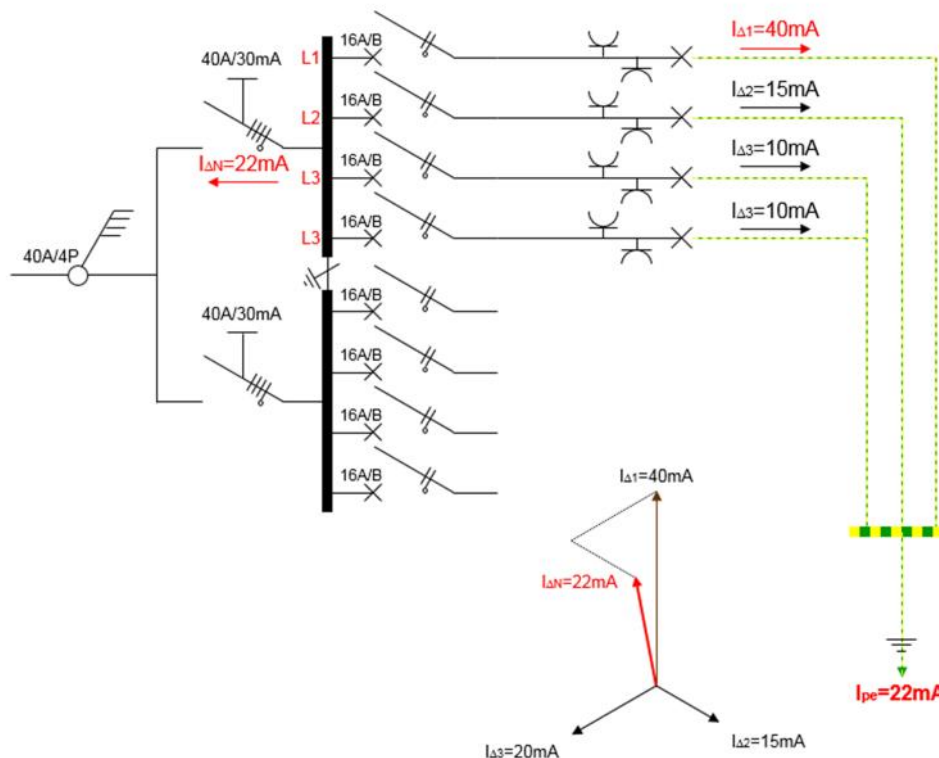 16A/B
L1
IΔ1=40mA
40A/30mA
16A/B
L2
IΔ2=15mA
IΔN=22mA
16A/B
L3
IΔ3=10mA
16A/B
L3
IΔ3=10mA
40A/4P
16A/B
40A/30mA
16A/B
16A/B
16A/B
IΔ1=40mA
IΔN=22mA
Ipe=22mA
IΔ3=20mA
IΔ2=15mA